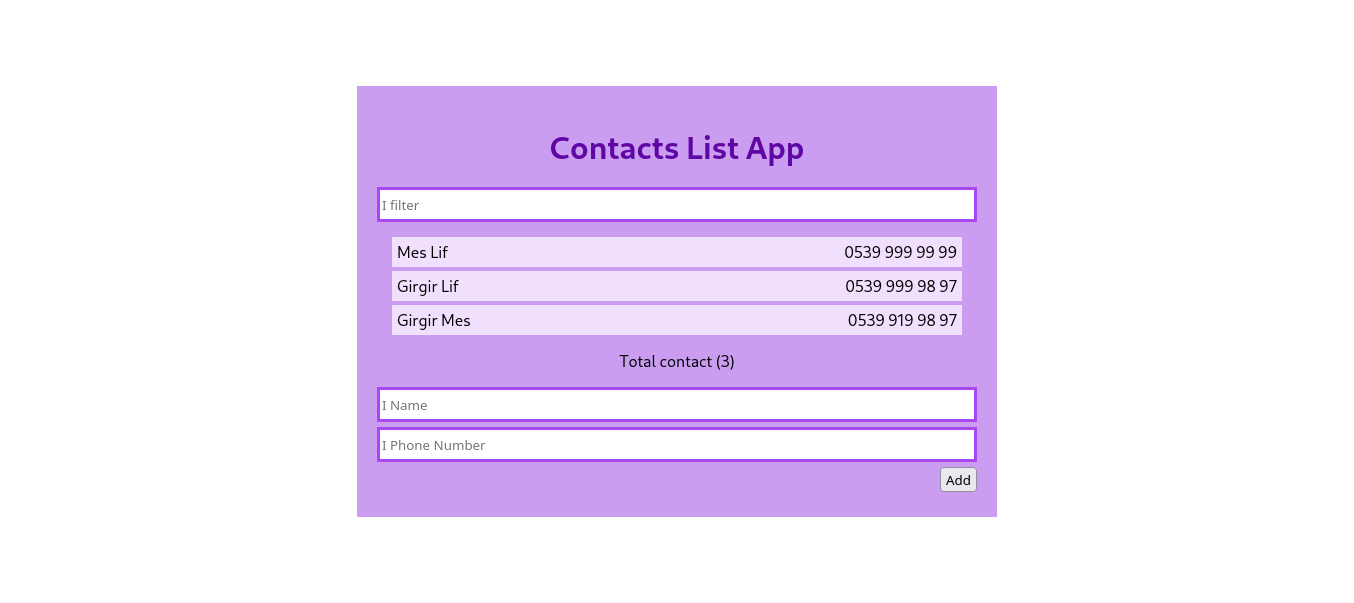 Contacts List App
I filter
Mes Lif 0539 999 99 99
Girgir Lif 0539 999 98 97
Girgir Mes 0539 919 98 97
Total contact (3)
I Name
I Phone Number
Add